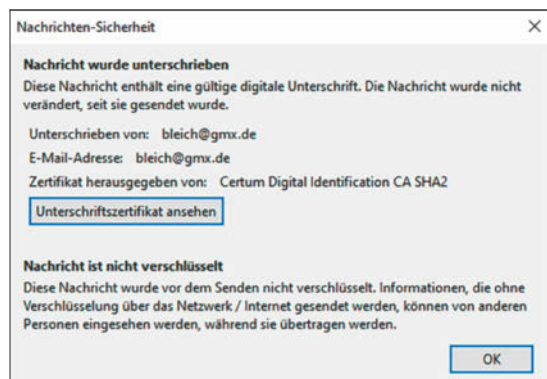 Nachrichten-Sicherheit
Nachricht wurde unterschrieben
Diese Nachricht enthält eine gültige digitale Unterschrift. Die Nachricht wurde nicht
verändert, seit sie gesendet wurde.
Unterschrieben von: bleich@gmx.de
E-Mail-Adresse: bleich@gmx.de
Zertifikat herausgegeben von: Certum Digital Identification CA SHA2
Unterschriftszertifikat ansehen
Nachricht ist nicht verschlüsselt
Diese Nachricht wurde vor dem Senden nicht verschlüsselt. Informationen, die ohne
Verschlüsselung über das Netzwerk / Internet gesendet werden, können von anderen
Personen eingesehen werden, während sie übertragen werden.
OK